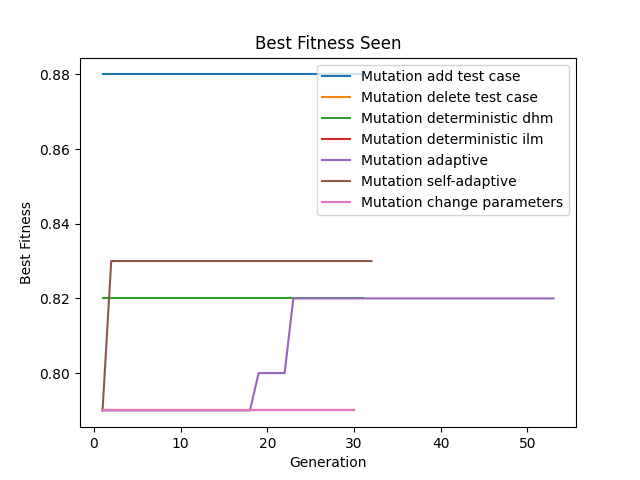 Best Fitness Seen
Best Fitness
0.88
0.86
0.84
0.82
0.80
Mutation add test case
Mutation delete test case
Mutation deterministic dhm
Mutation deterministic ilm
Mutation adaptive
Mutation self-adaptive
Mutation change parameters
0 10 20 30 40 50
Generation